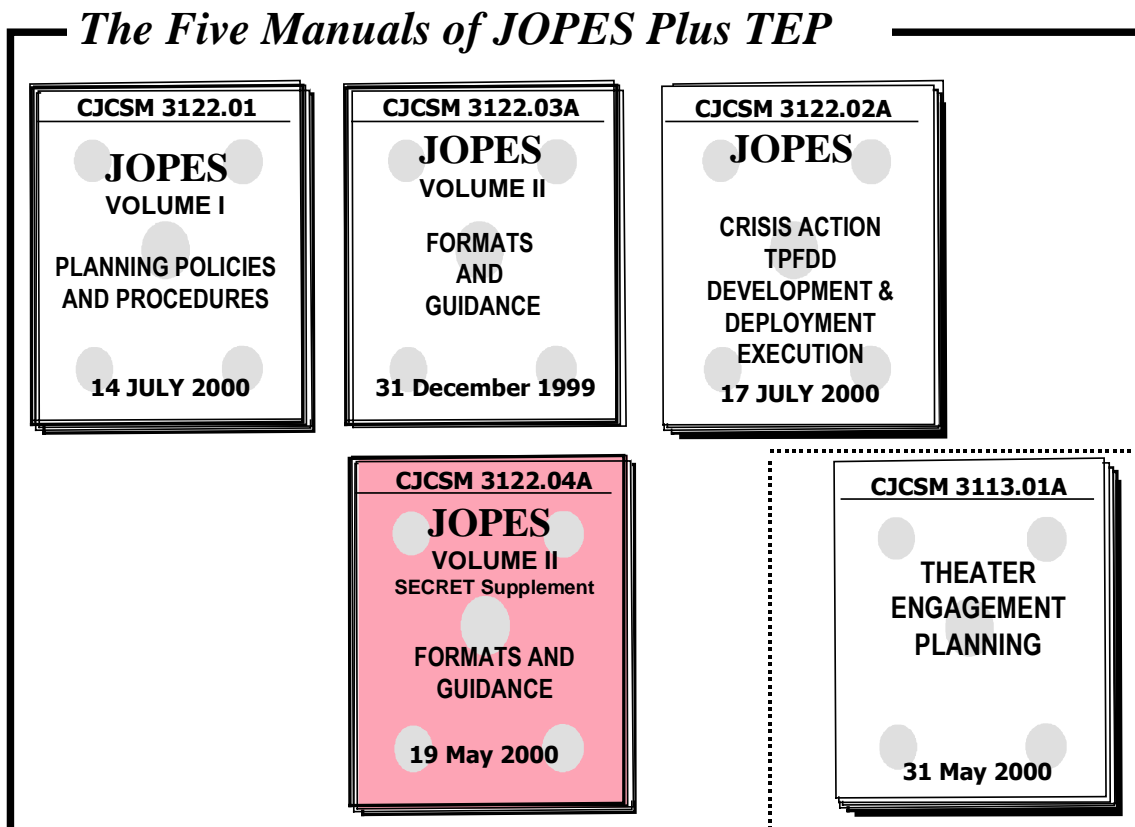 The Five Manuals of JOPES Plus TEP
CJCSM 3122.01
JOPES
VOLUME I
PLANNING POLICIES
AND PROCEDURES
14 JULY 2000
CJCSM 3122.03A
JOPES
VOLUME II
FORMATS
AND
GUIDANCE
31 December 1999
CJCSM 3122.02A
JOPES
CRISIS ACTION
TPFDD
DEVELOPMENT &
DEPLOYMENT
EXECUTION
17 JULY 2000
CJCSM 3122.04A
JOPES
VOLUME II
SECRET Supplement
FORMATS AND
GUIDANCE
19 May 2000
CJCSM 3113.01A
THEATER
ENGAGEMENT
PLANNING
31 May 2000